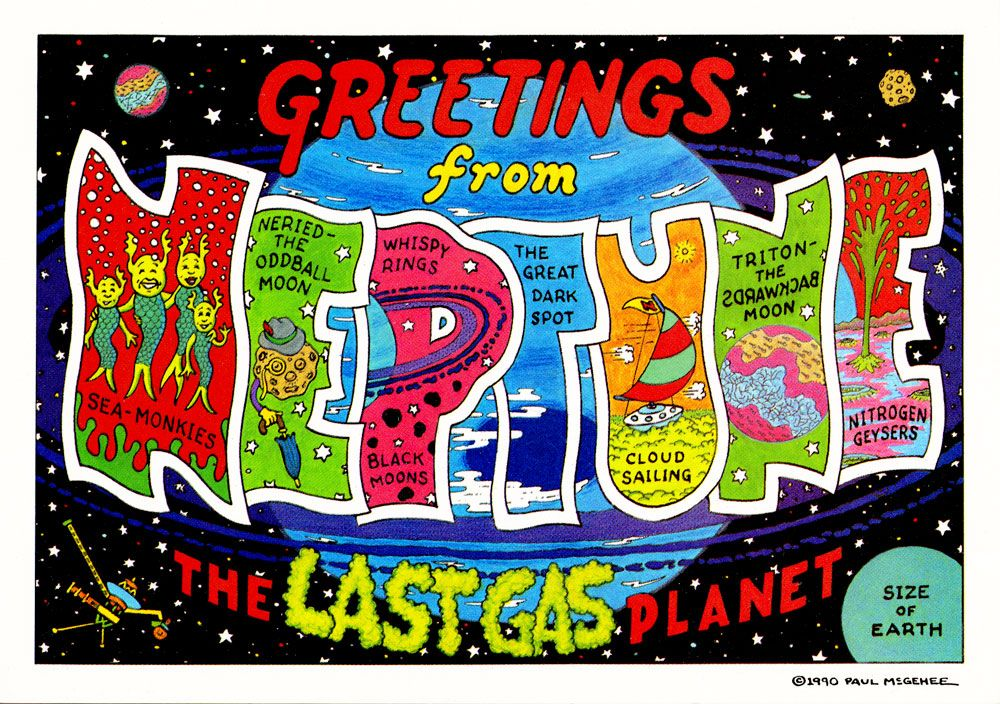 GREETINGS
from
NEPTUNE
SEA-MONKIES
NERIED-
THE
ODDBALL
MOON
WHISPY
RINGS
BLACK
MOONS
THE
GREAT
DARK
SPOT
CLOUD
SAILING
TRITON-
THE
BACKWARDS
MOON
NITROGEN
GEYSERS
THE LAST GAS PLANET
SIZE
OF
EARTH
©1990 PAUL McGEHEE